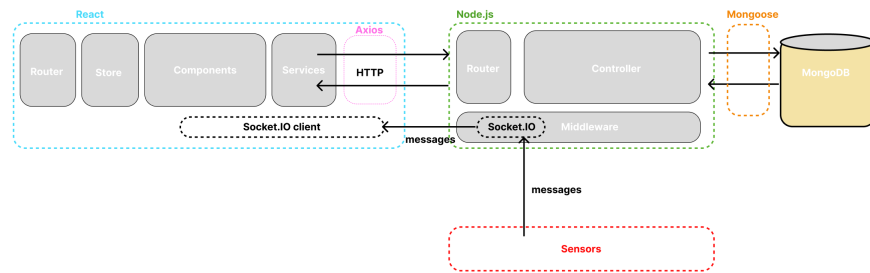 React
Node.js
Mongoose
Axios
Router
Store
Components
Services
HTTP
Router
Controller
MongoDB
Socket.IO client
Socket.IO
Middleware
messages
messages
Sensors